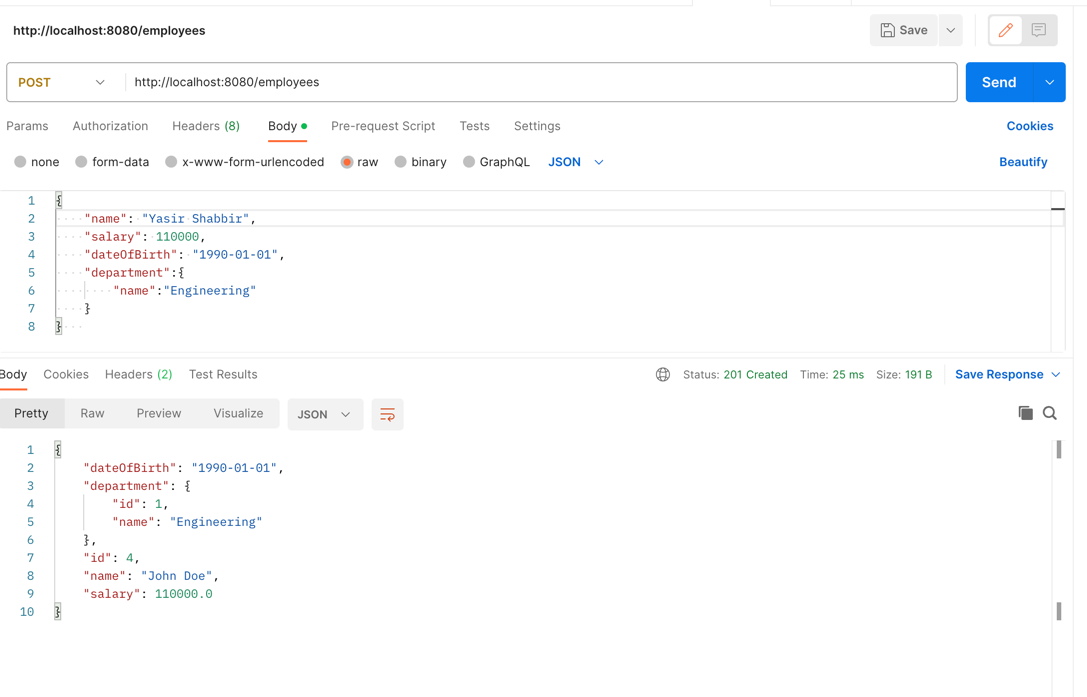 http://localhost:8080/employees
Save
POST
http://localhost:8080/employees
Send
Params Authorization Headers (8) Body Pre-request Script Tests Settings Cookies
none form-data x-www-form-urlencoded raw binary GraphQL JSON Beautify
1 {
2 "name": "Yasir Shabbir",
3 "salary": 110000,
4 "dateOfBirth": "1990-01-01",
5 "department":{
6 "name":"Engineering"
7 }
8 }
Body Cookies Headers (2) Test Results Status: 201 Created Time: 25 ms Size: 191 B Save Response
Pretty Raw Preview Visualize JSON
1 {
2 "dateOfBirth": "1990-01-01",
3 "department": {
4 "id": 1,
5 "name": "Engineering"
6 },
7 "id": 4,
8 "name": "John Doe",
9 "salary": 110000.0
10 }